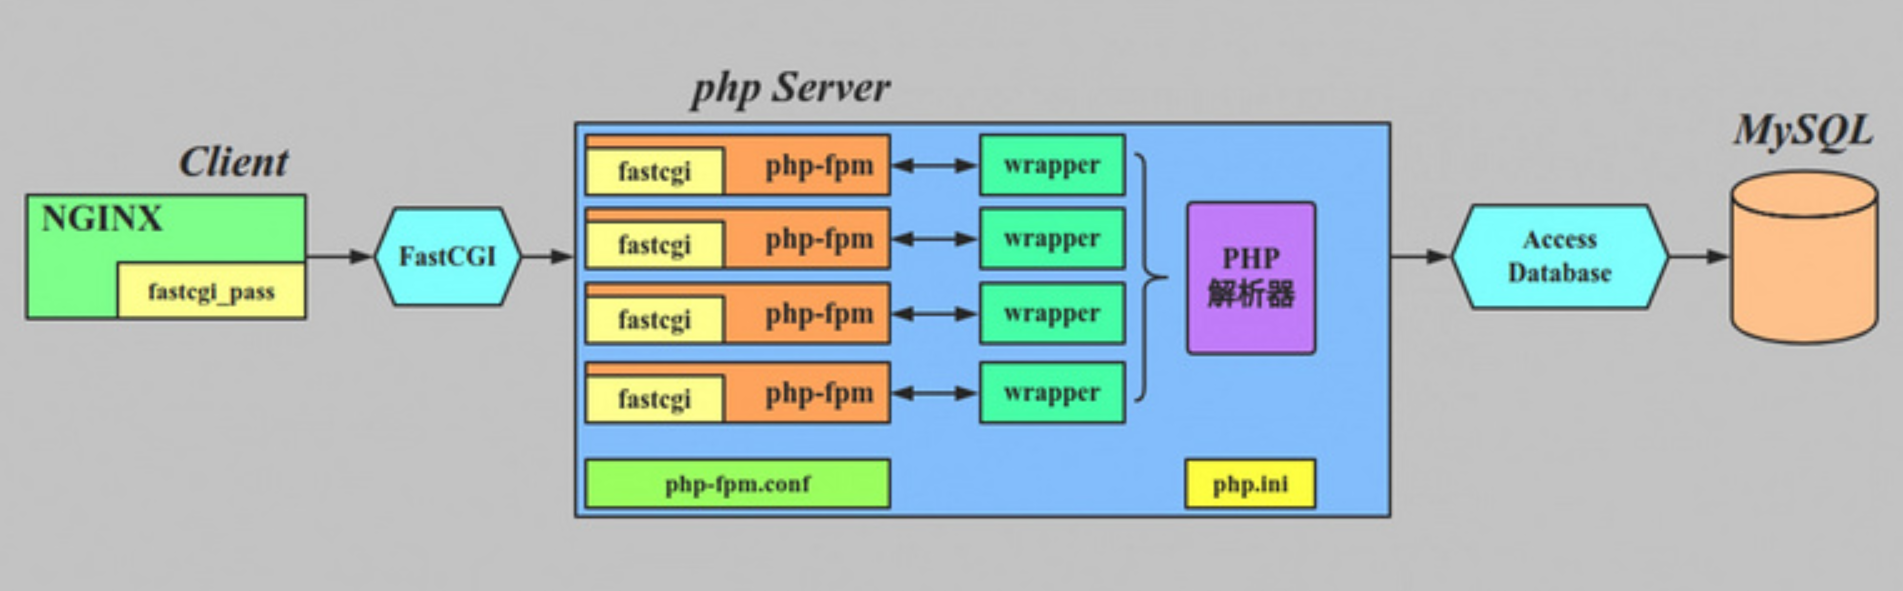 Client
NGINX
fastcgi_pass
FastCGI
php Server
fastcgi php-fpm wrapper
fastcgi php-fpm wrapper
fastcgi php-fpm wrapper
fastcgi php-fpm wrapper
php-fpm.conf
PHP
解析器
php.ini
Access
Database
MySQL